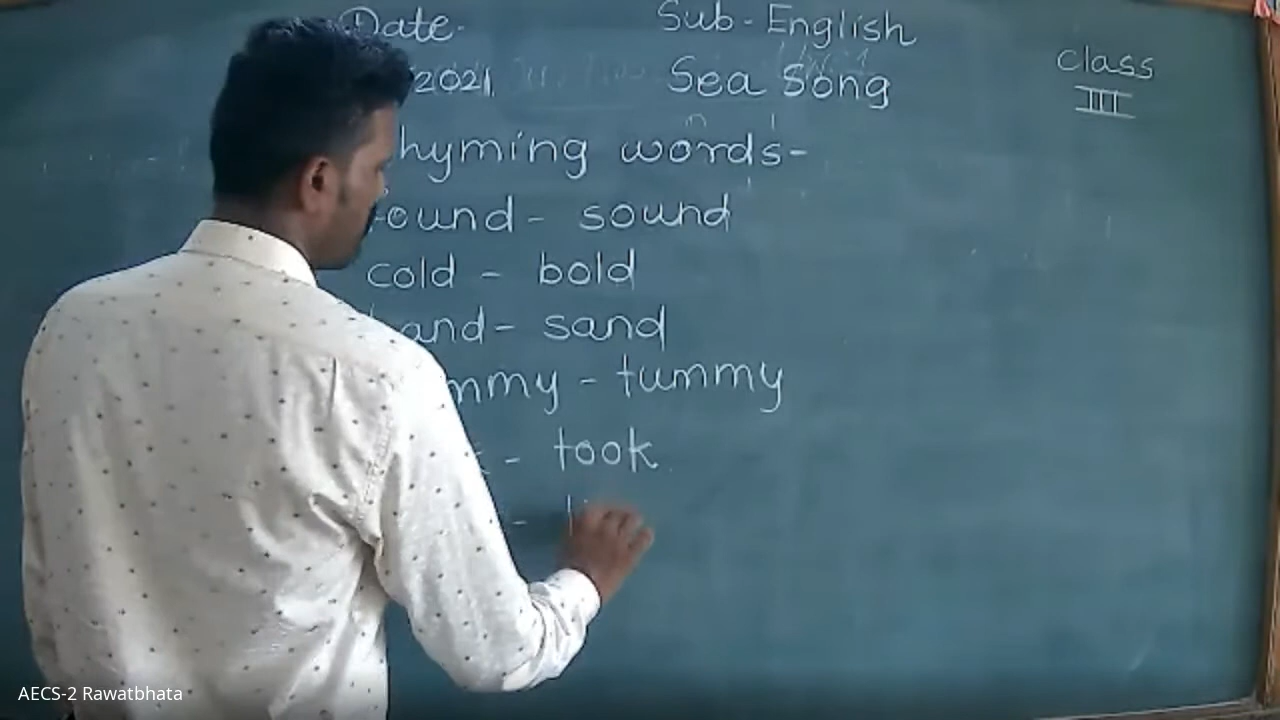 Date- Sub-English
2021 Sea Song class
III
hyming words-
ound - sound
cold - bold
and - sand
mmy - tummy
- took
-
AECS-2 Rawatbhata